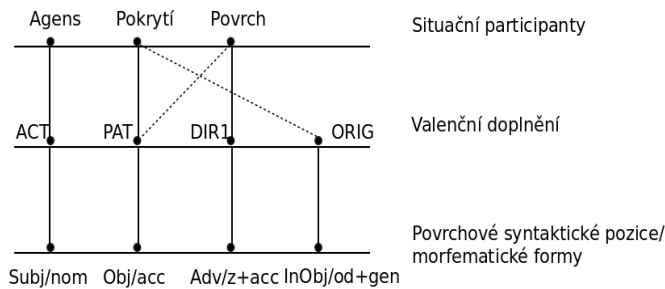 Agens Pokrytí Povrch
Situační participanty
ACT PAT DIR1 ORIG
Valenční doplnění
Povrchové syntaktické pozice/
morfematické formy
Subj/nom Obj/acc Adv/z+acc InObj/od+gen